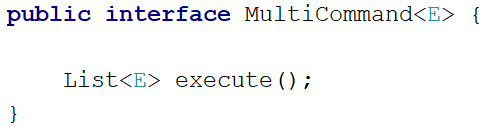 public interface MultiCommand<E> {
List<E> execute();
}